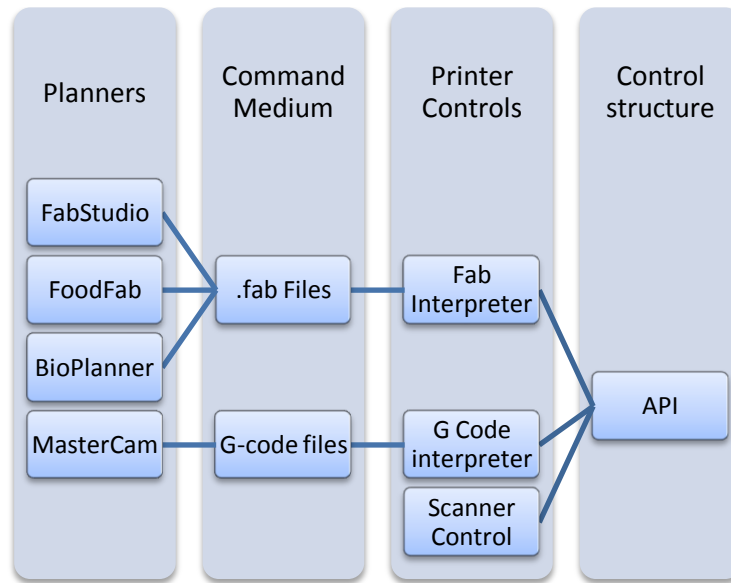 Planners
Command
Medium
Printer
Controls
Control
structure
FabStudio
FoodFab
BioPlanner
MasterCam
.fab Files
G-code files
Fab
Interpreter
G Code
interpreter
Scanner
Control
API